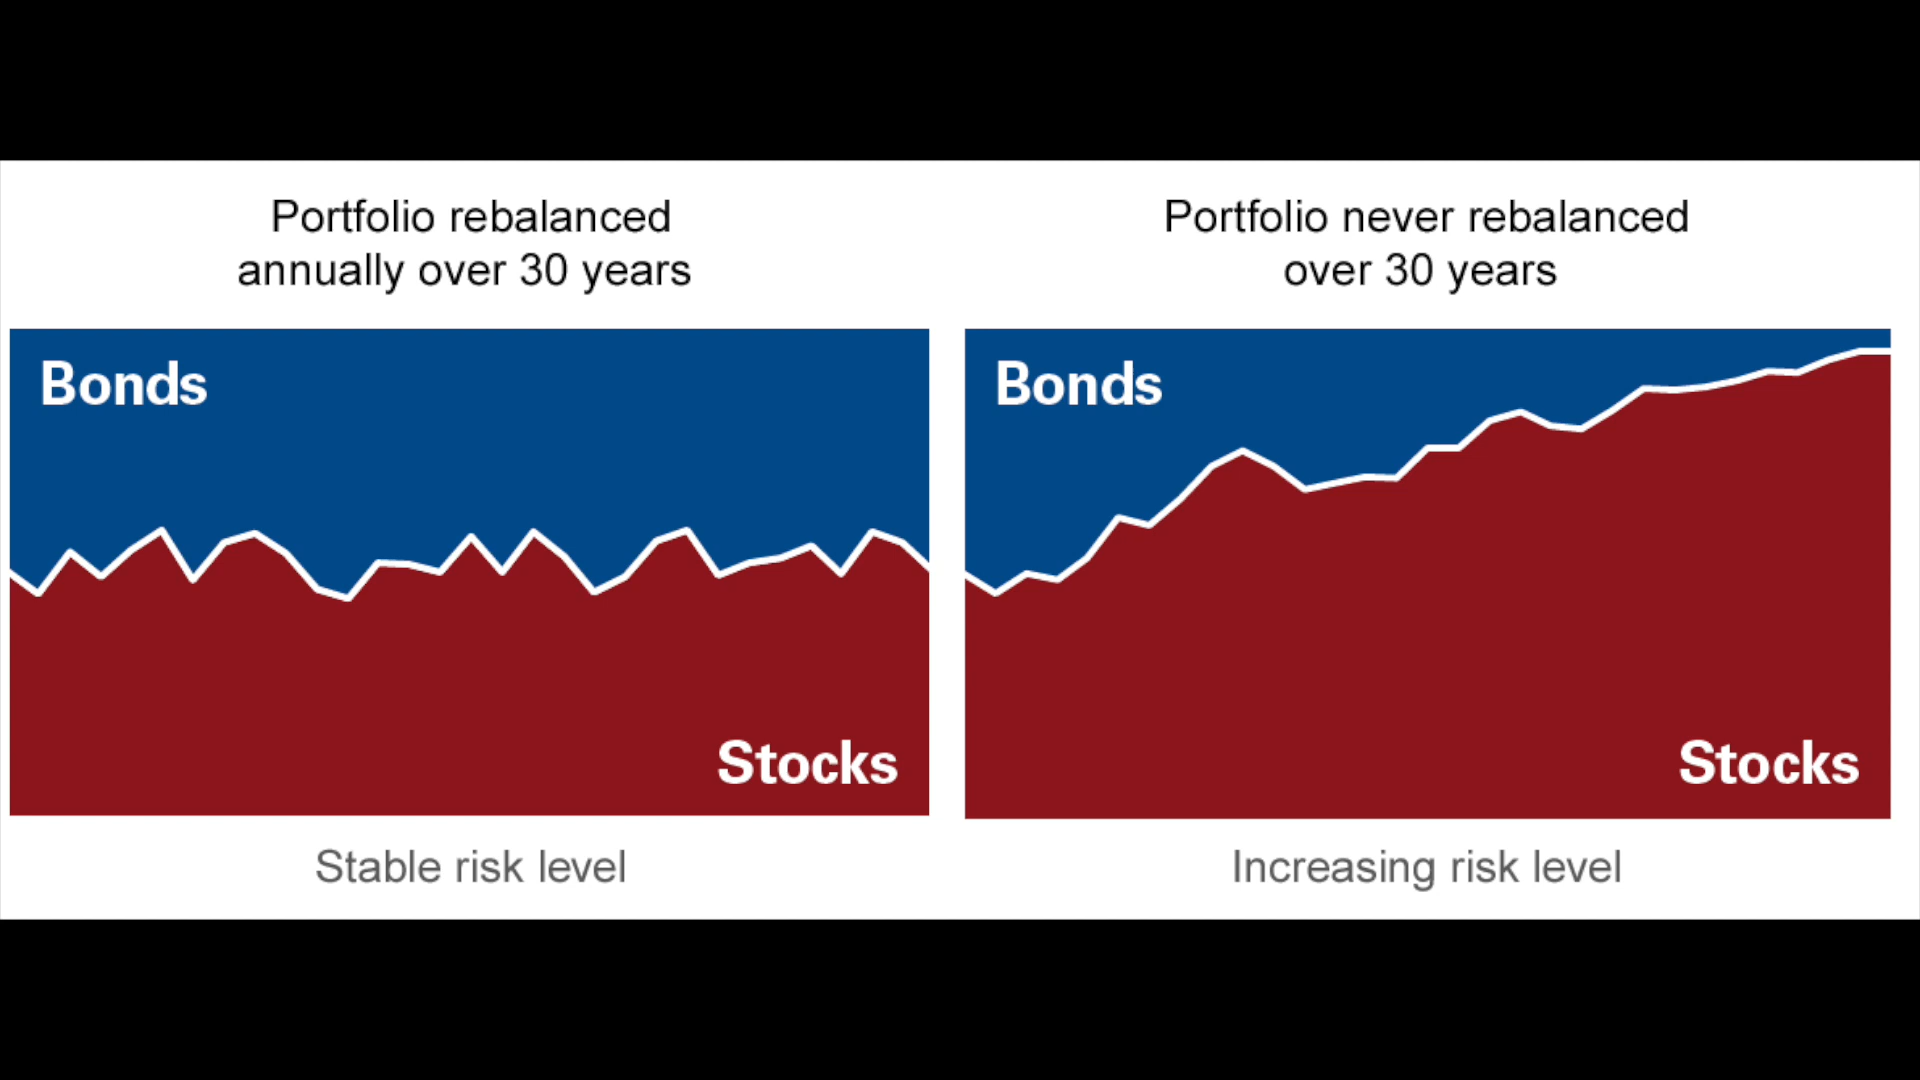 Portfolio rebalanced
annually over 30 years
Bonds
Stocks
Stable risk level
Portfolio never rebalanced
over 30 years
Bonds
Stocks
Increasing risk level